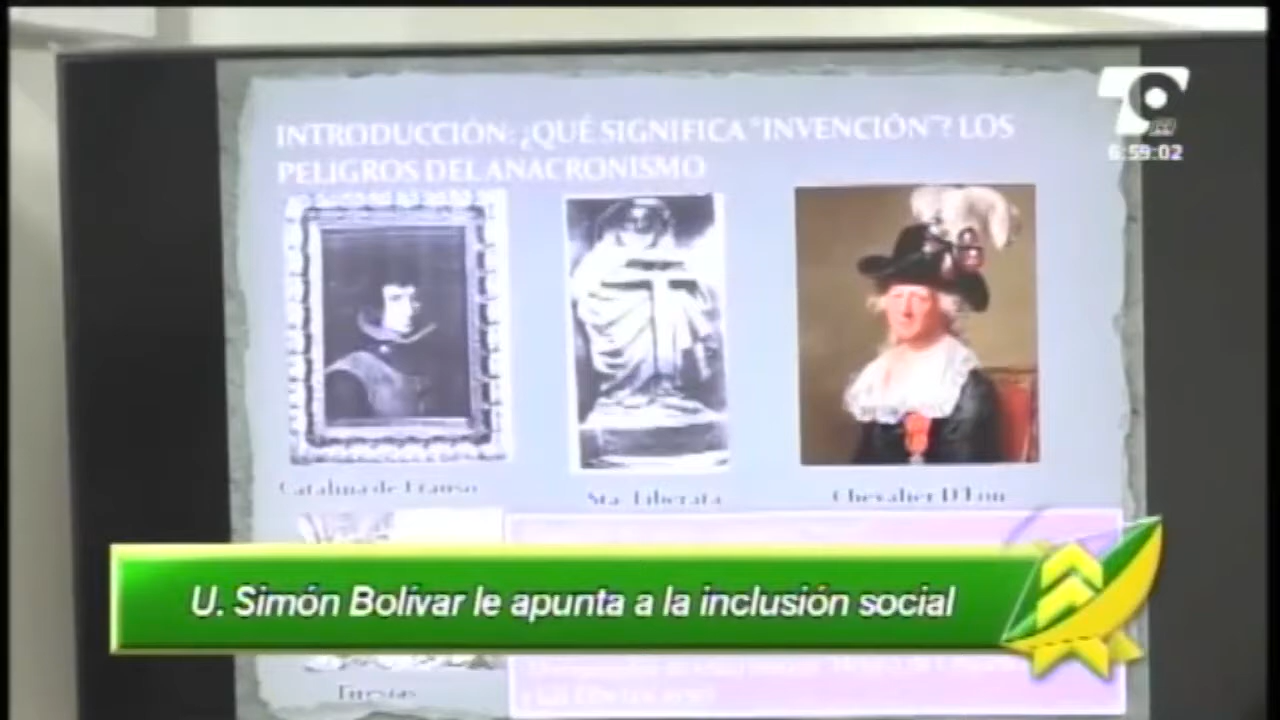 INTRODUCCIÓN: ¿QUÉ SIGNIFICA "INVENCIÓN"? LOS
PELIGROS DEL ANACRONISMO
6:59:02
Catalina de Erauso
Sta. Liberata
Chevalier D'Eon
U. Simón Bolívar le apunta a la inclusión social
Tiresias